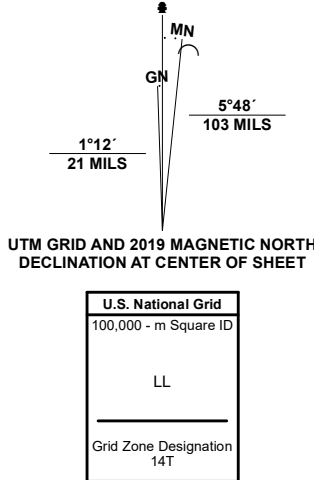 MN
GN
5°48´
103 MILS
1°12´
21 MILS
UTM GRID AND 2019 MAGNETIC NORTH
DECLINATION AT CENTER OF SHEET
U.S. National Grid
100,000 - m Square ID
LL
Grid Zone Designation
14T